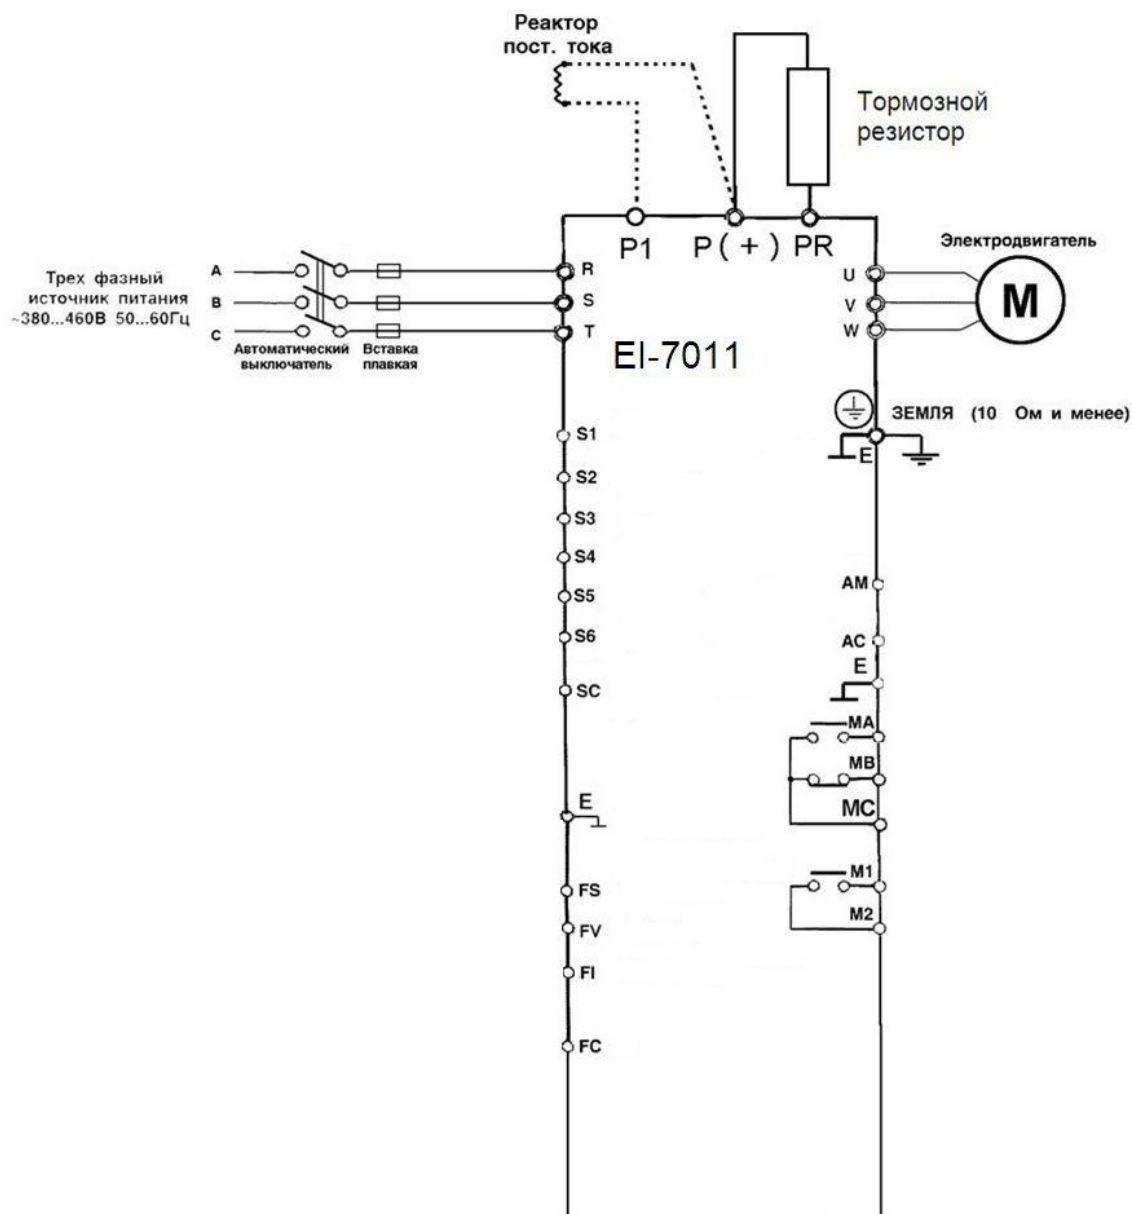 Реактор
пост. тока
Тормозной
резистор
P1
P ( + )
PR
Электродвигатель
Трех фазный
источник питания
~380...460В 50...60Гц
A
B
C
Автоматический
выключатель
Вставка
плавкая
R
S
T
U
V
W
M
EI-7011
ЗЕМЛЯ (10 Ом и менее)
E
S1
S2
S3
S4
S5
S6
SC
E
FS
FV
FI
FC
AM
AC
E
MA
MB
MC
M1
M2